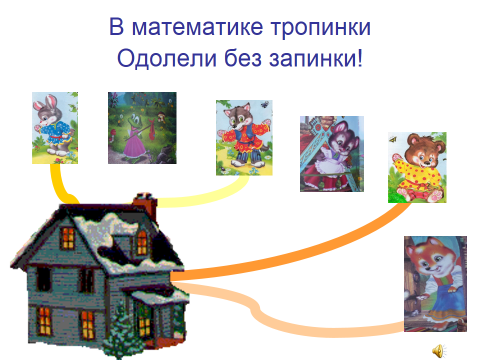 В математике тропинки
Одолели без запинки!